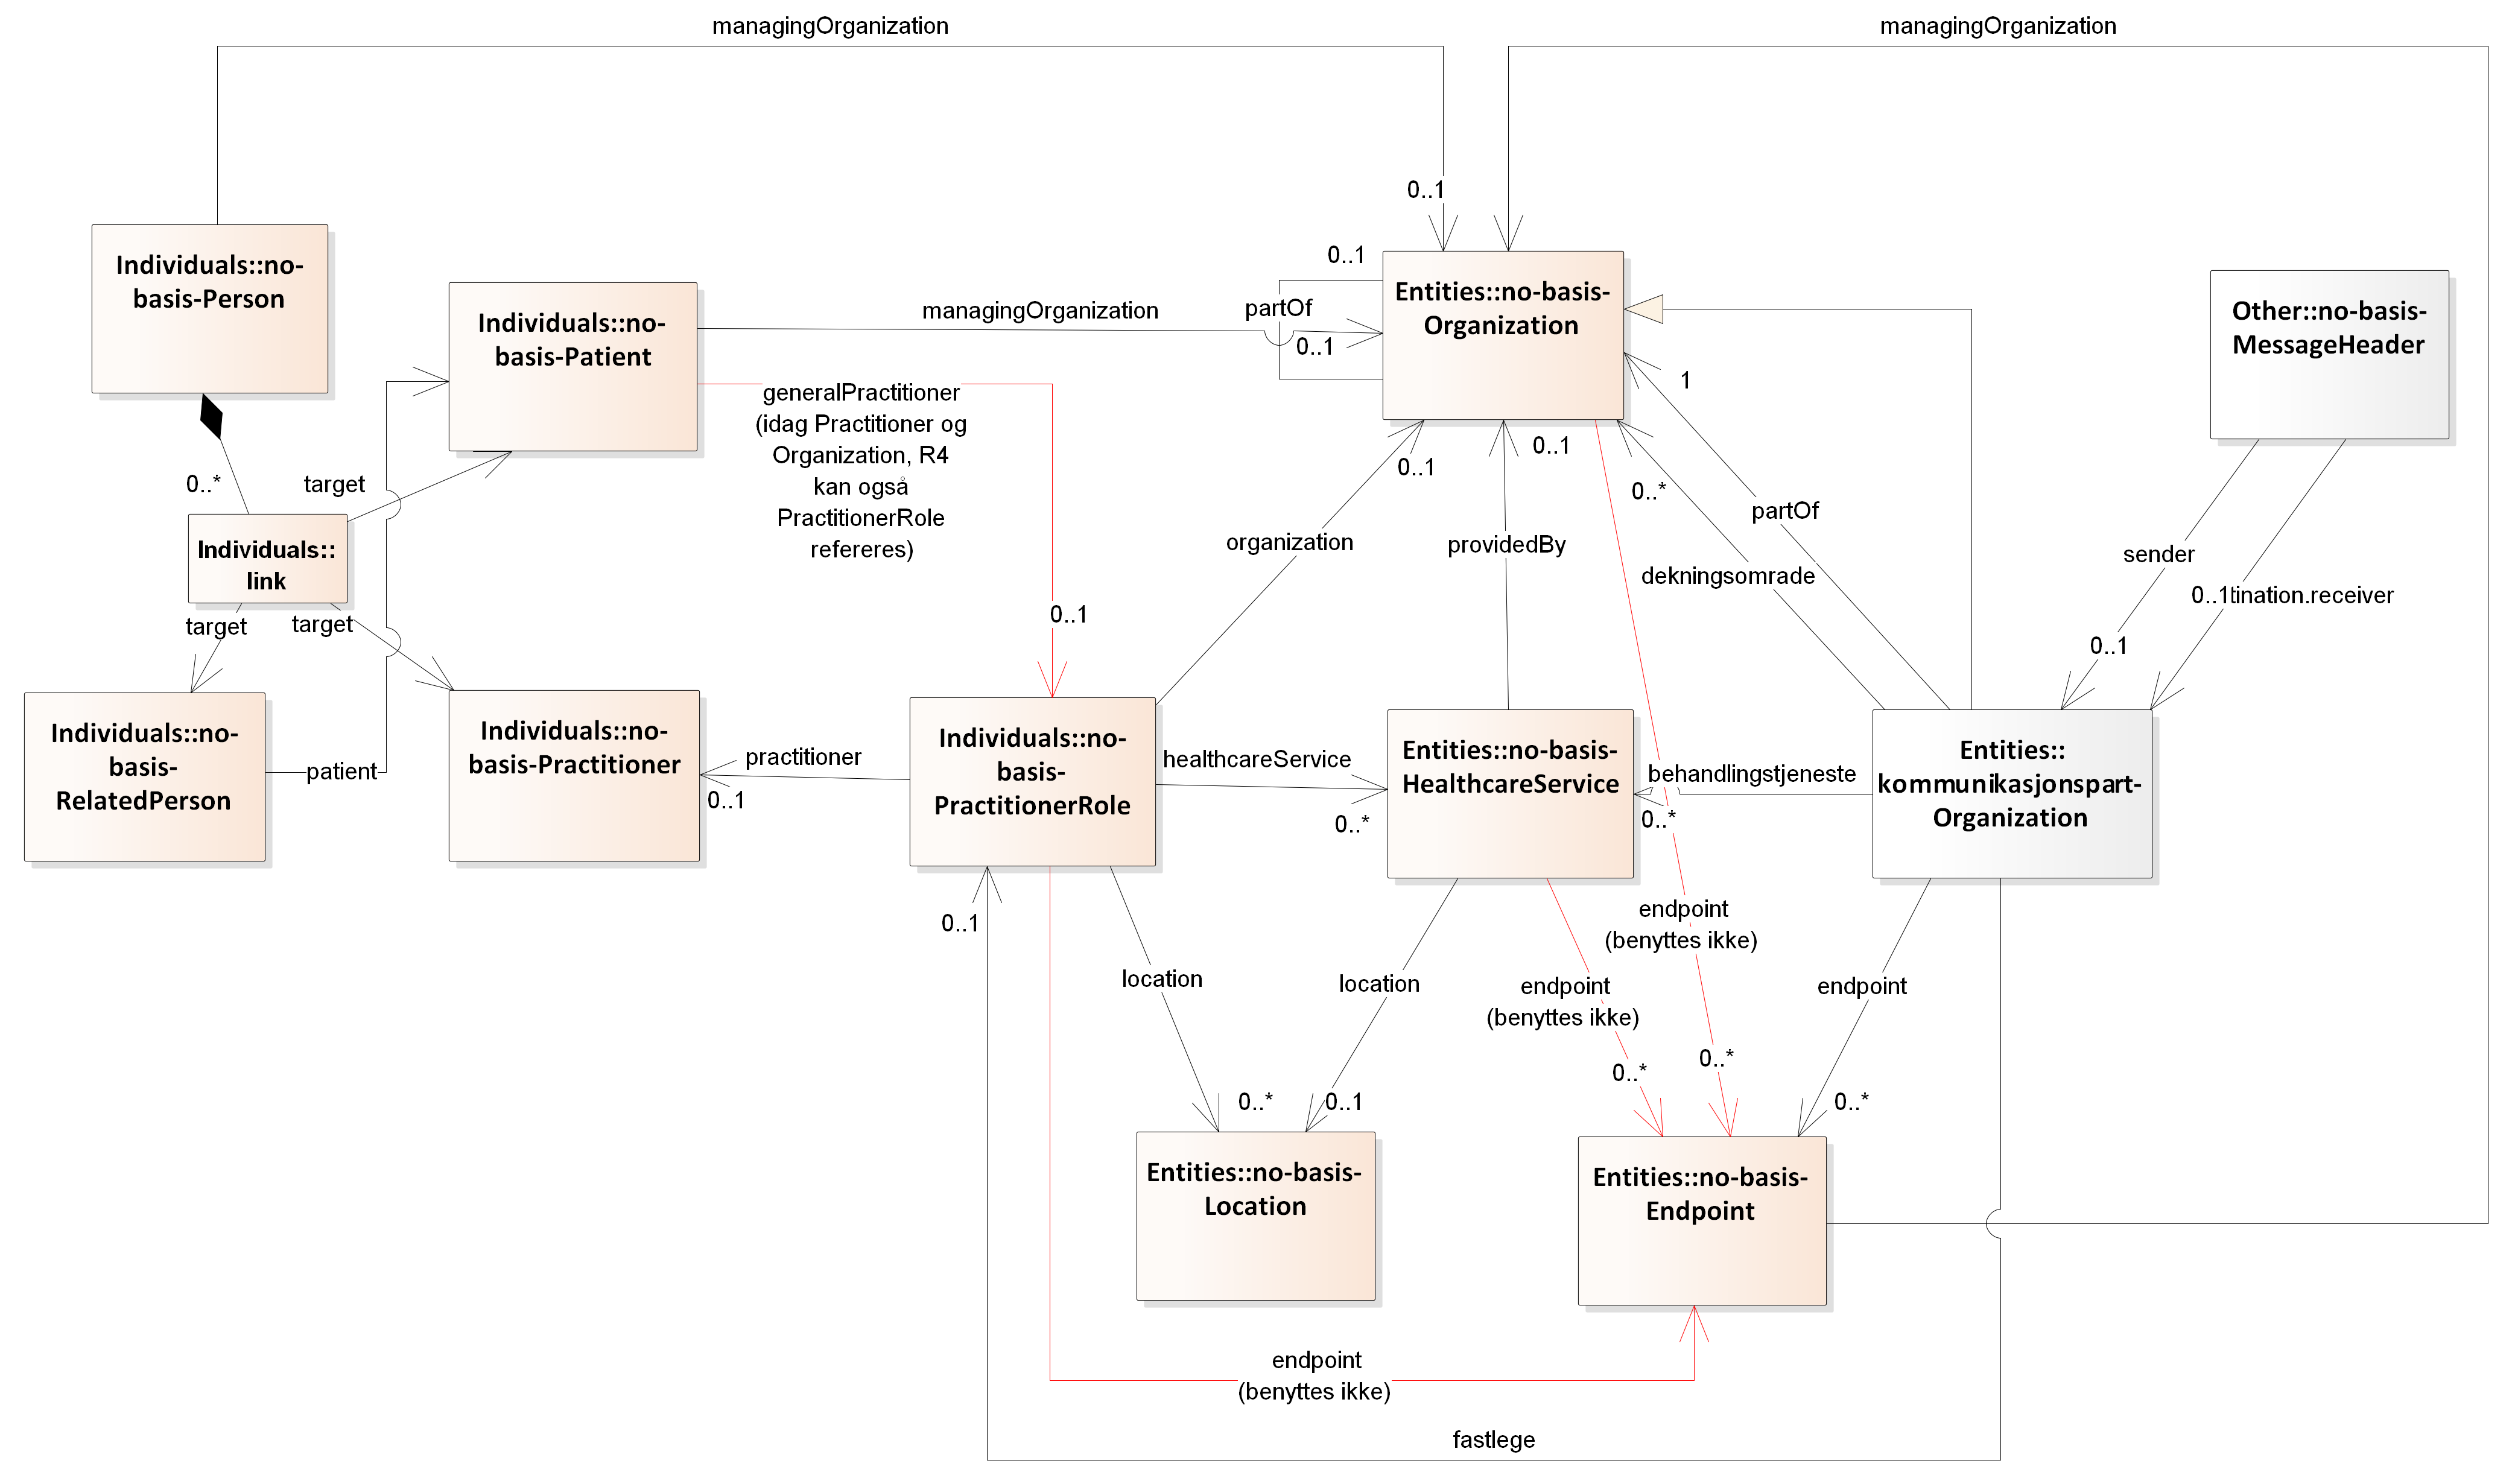 managingOrganization
managingOrganization
0..1
Individuals::no-
basis-Person
0..1
Entities::no-basis-
Organization
Individuals::no-
basis-Patient
managingOrganization
partOf
0..1
Other::no-basis-
MessageHeader
1
generalPractitioner
(idag Practitioner og
Organization, R4
kan også
PractitionerRole
refereres)
0..1
0..1
0..*
target
0..*
partOf
Individuals::
link
organization
providedBy
dekningsomrade
sender
0..1
tination.receiver
target
target
0..1
0..1
Individuals::no-
basis-
RelatedPerson
patient
Individuals::no-
basis-Practitioner
practitioner
0..1
Individuals::no-
basis-
PractitionerRole
healthcareService
0..*
Entities::no-basis-
HealthcareService
behandlingstjeneste
0..*
Entities::
kommunikasjonspart-
Organization
0..1
endpoint
(benyttes ikke)
location
location
endpoint
(benyttes ikke)
endpoint
0..*
0..*
0..*
0..1
0..*
Entities::no-basis-
Location
Entities::no-basis-
Endpoint
endpoint
(benyttes ikke)
fastlege